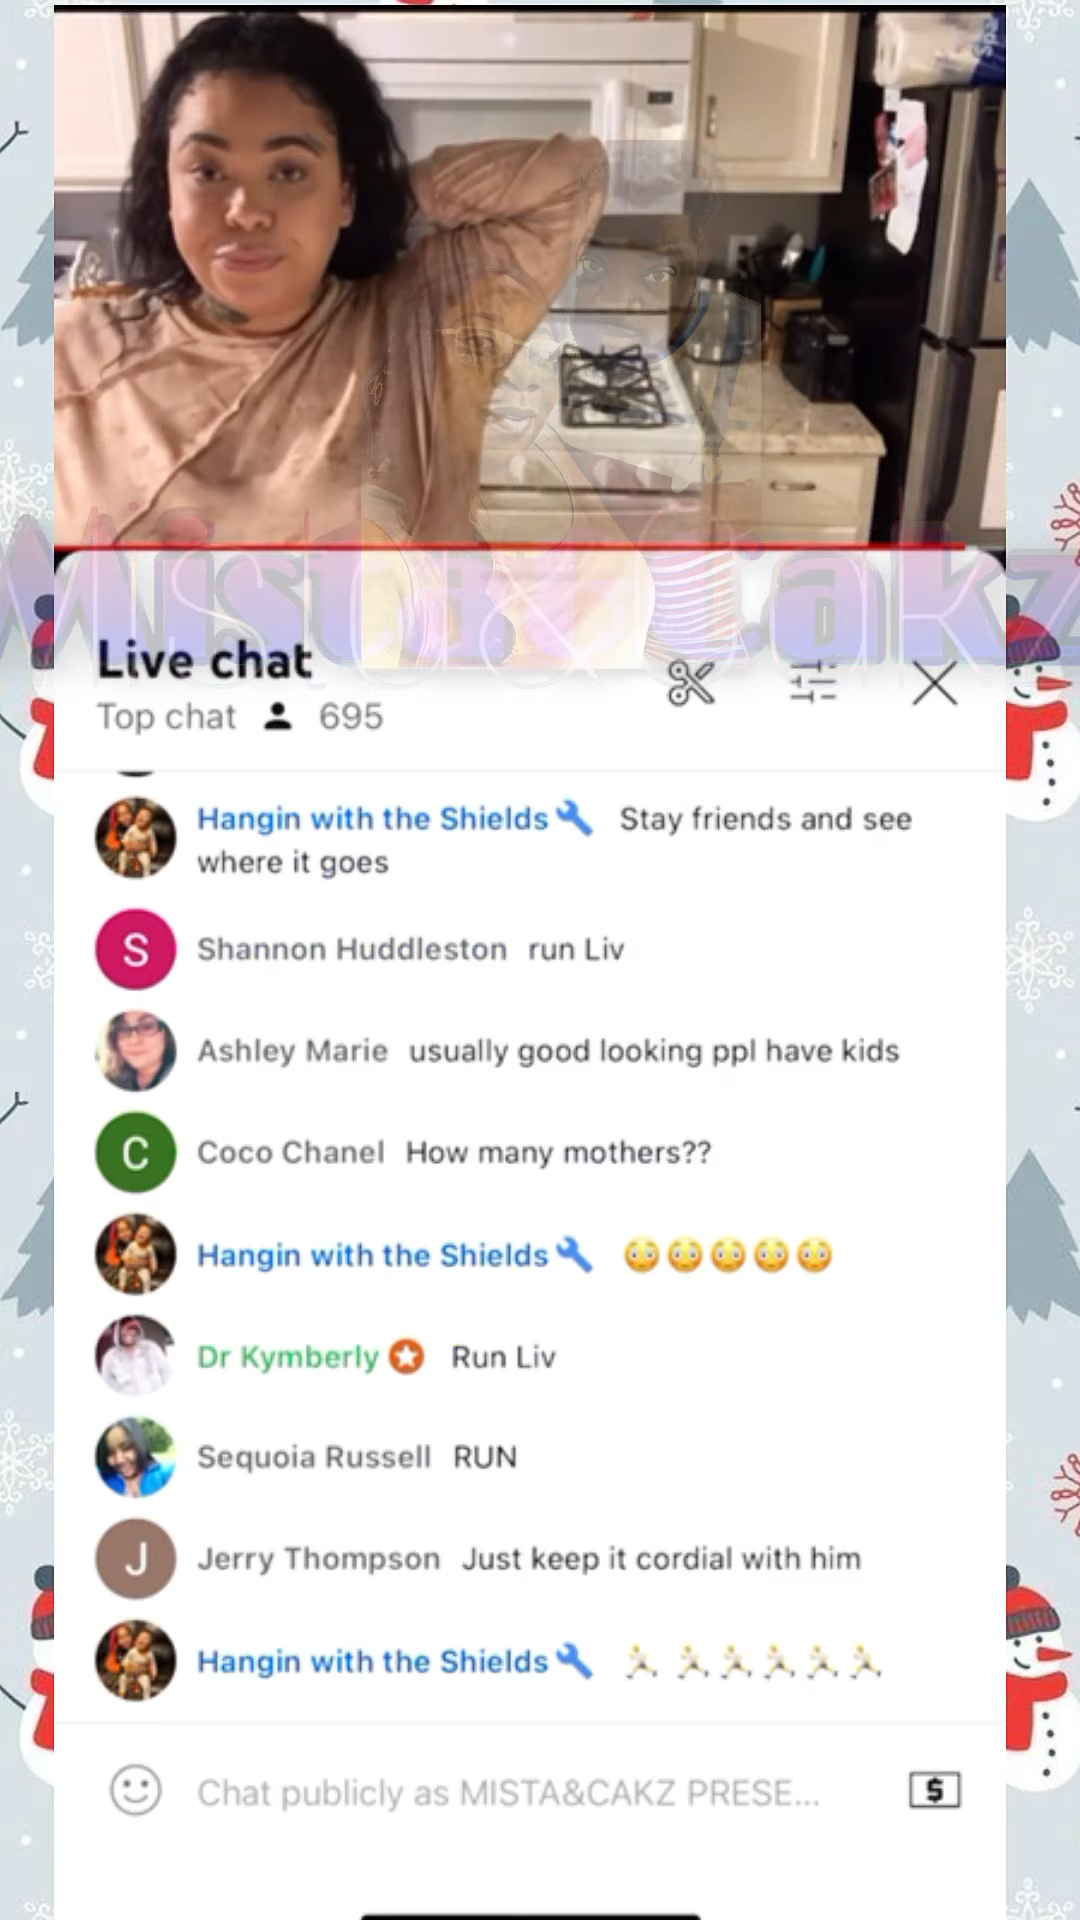 Mista&Cakz
Live chat
Top chat 695
Hangin with the Shields Stay friends and see
where it goes
S Shannon Huddleston run Liv
Ashley Marie usually good looking ppl have kids
C Coco Chanel How many mothers??
Hangin with the Shields 😳😳😳😳😳
Dr Kymberly Run Liv
Sequoia Russell RUN
J Jerry Thompson Just keep it cordial with him
Hangin with the Shields 🏃🏃🏃🏃🏃🏃
Chat publicly as MISTA&CAKZ PRESE... $